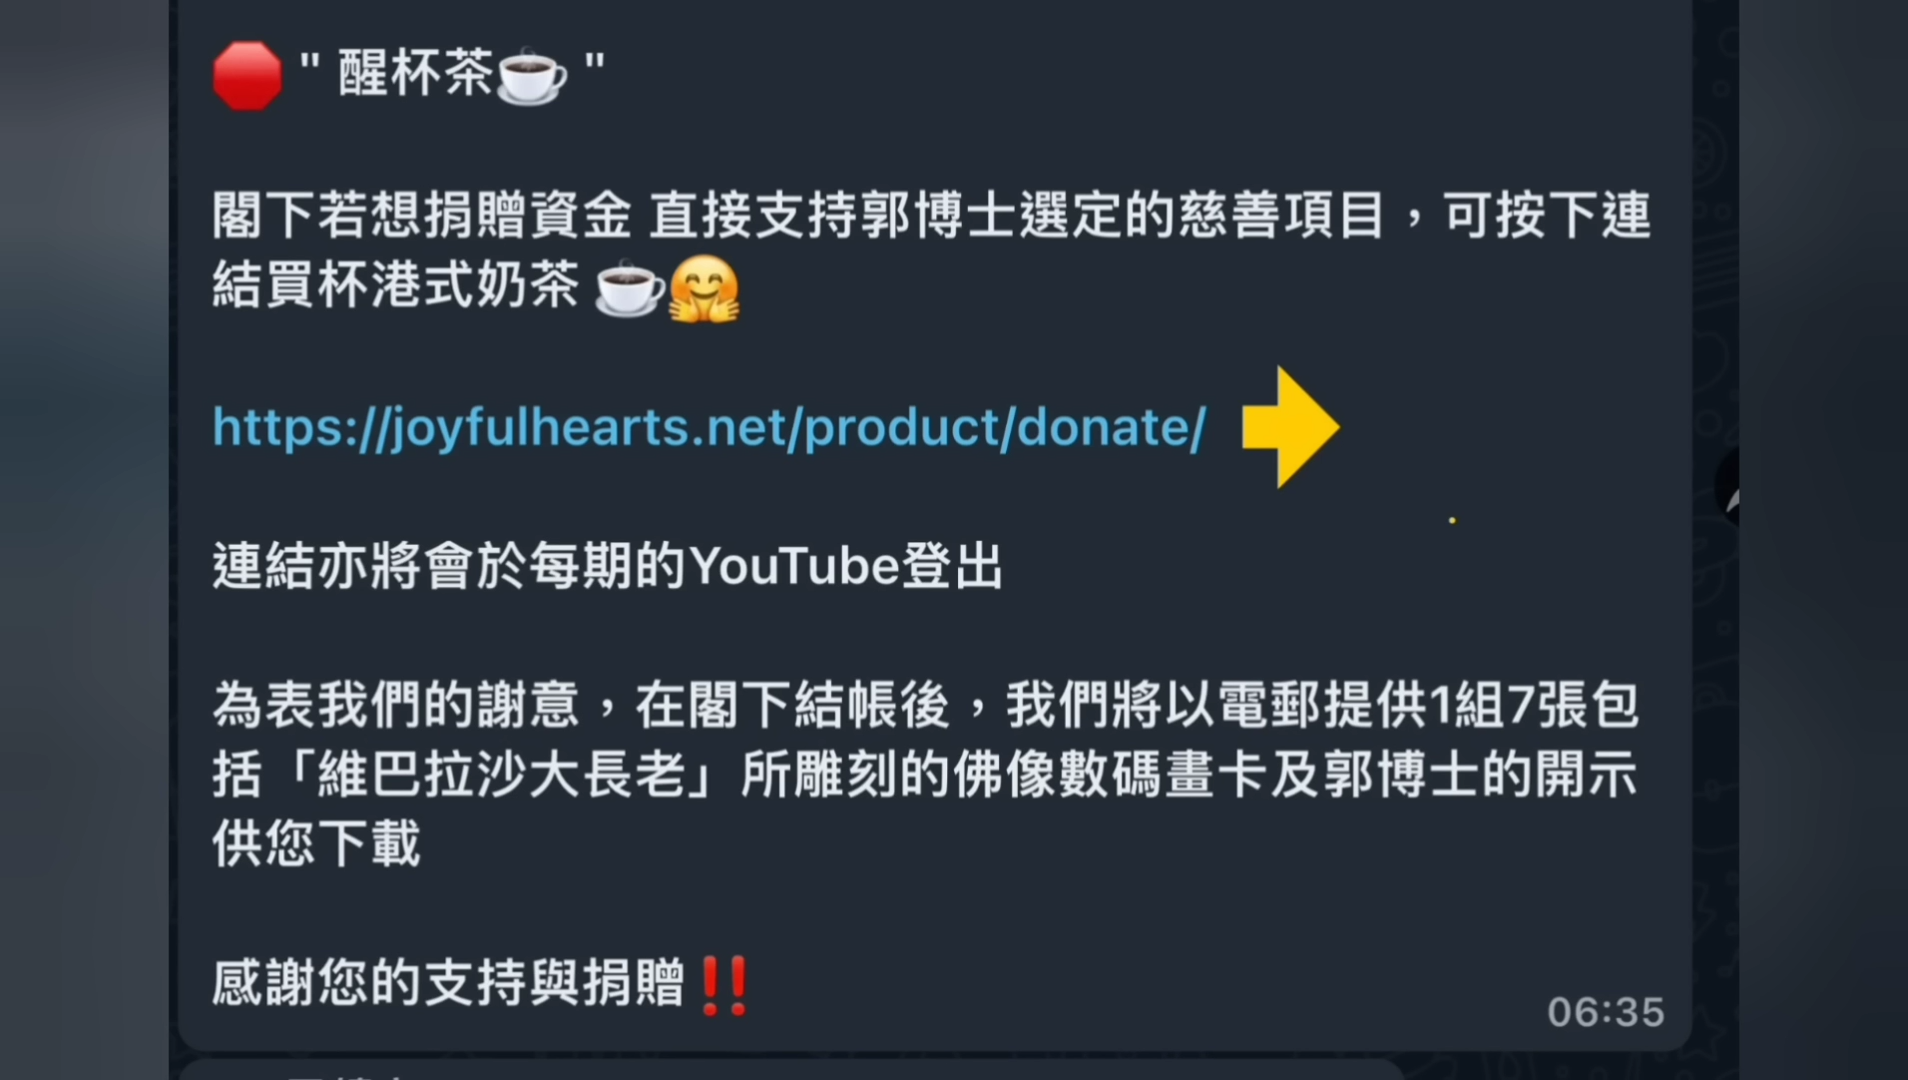 🛑 " 醒杯茶☕ "
閣下若想捐贈資金 直接支持郭博士選定的慈善項目，可按下連
結買杯港式奶茶 ☕🤗
https://joyfulhearts.net/product/donate/
連結亦將會於每期的YouTube登出
為表我們的謝意，在閣下結帳後，我們將以電郵提供1組7張包
括「維巴拉沙大長老」所雕刻的佛像數碼畫卡及郭博士的開示
供您下載
感謝您的支持與捐贈‼️
06:35